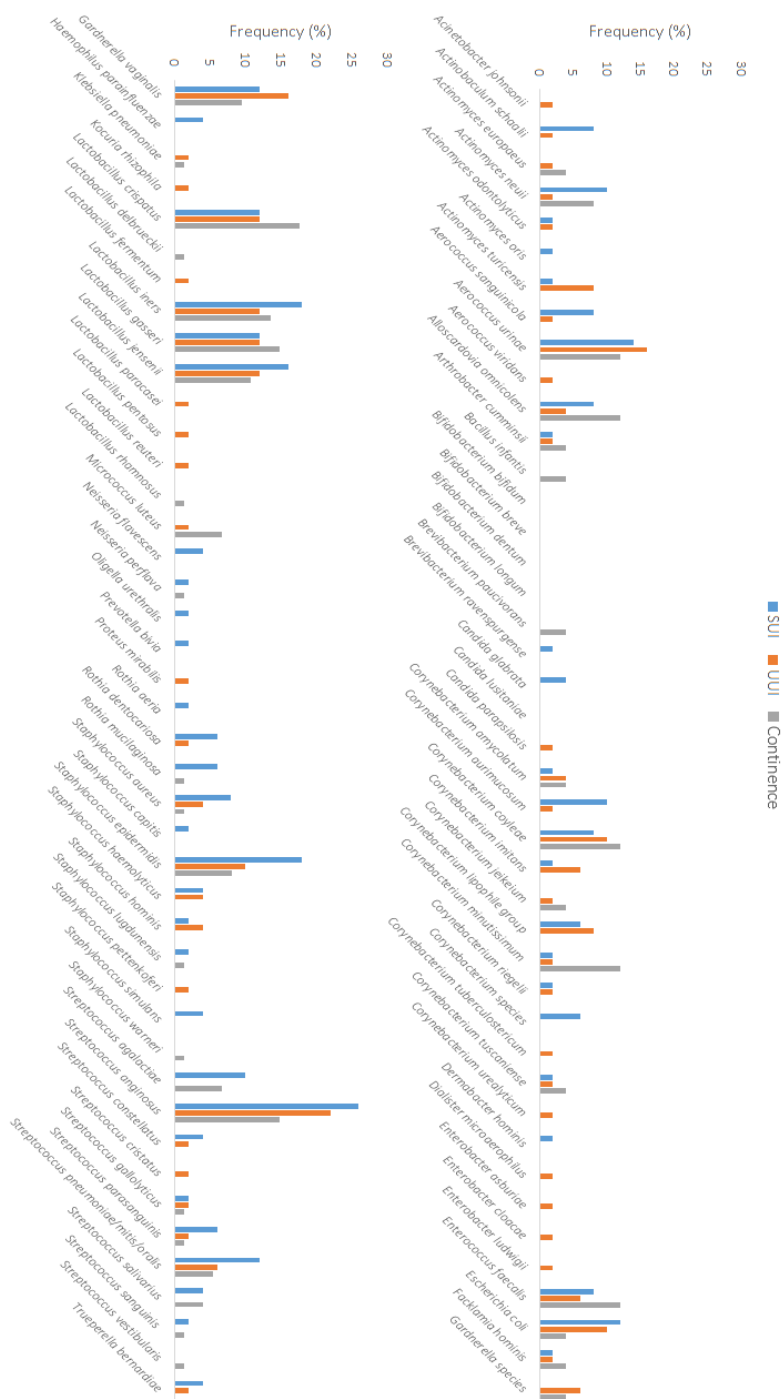 SUI UUI Continence
Frequency (%)
30
25
20
15
10
5
0
Acinetobacter johnsonii
Actinobaculum schaalii
Actinomyces europaeus
Actinomyces neuii
Actinomyces odontolyticus
Actinomyces oris
Actinomyces turicensis
Aerococcus sanguinicola
Aerococcus urinae
Aerococcus viridans
Alloscardovia omnicolens
Arthrobacter cumminsii
Bacillus infantis
Bifidobacterium bifidum
Bifidobacterium breve
Bifidobacterium dentum
Bifidobacterium longum
Brevibacterium paucivorans
Brevibacterium ravenspurgense
Candida glabrata
Candida lusitaniae
Candida parapsilosis
Corynebacterium amycolatum
Corynebacterium aurimucosum
Corynebacterium coyleae
Corynebacterium imitans
Corynebacterium jeikeium
Corynebacterium lipophile group
Corynebacterium minutissimum
Corynebacterium riegelii
Corynebacterium species
Corynebacterium tuberculostericum
Corynebacterium tuscaniense
Corynebacterium ureolyticum
Dermabacter hominis
Dialister microaerophilus
Enterobacter asburiae
Enterobacter cloacae
Enterobacter ludwigii
Enterococcus faecalis
Escherichia coli
Facklamia hominis
Gardnerella species
Frequency (%)
30
25
20
15
10
5
0
Gardnerella vaginalis
Haemophilus parainfluenzae
Klebsiella pneumoniae
Kocuria rhizophila
Lactobacillus crispatus
Lactobacillus delbrueckii
Lactobacillus fermentum
Lactobacillus iners
Lactobacillus gasseri
Lactobacillus jensenii
Lactobacillus paracasei
Lactobacillus pentosus
Lactobacillus reuteri
Lactobacillus rhamnosus
Micrococcus luteus
Neisseria flavescens
Neisseria perflava
Oligella urethralis
Prevotella bivia
Proteus mirabilis
Rothia aeria
Rothia dentocariosa
Rothia mucilaginosa
Staphylococcus aureus
Staphylococcus capitis
Staphylococcus epidermidis
Staphylococcus haemolyticus
Staphylococcus hominis
Staphylococcus lugdunensis
Staphylococcus pettenkoferi
Staphylococcus simulans
Staphylococcus warneri
Streptococcus agalactiae
Streptococcus anginosus
Streptococcus constellatus
Streptococcus cristatus
Streptococcus gallolyticus
Streptococcus parasanguinis
Streptococcus pneumoniae/mitis/oralis
Streptococcus salivarius
Streptococcus sanguinis
Streptococcus vestibularis
Trueperella bernardiae